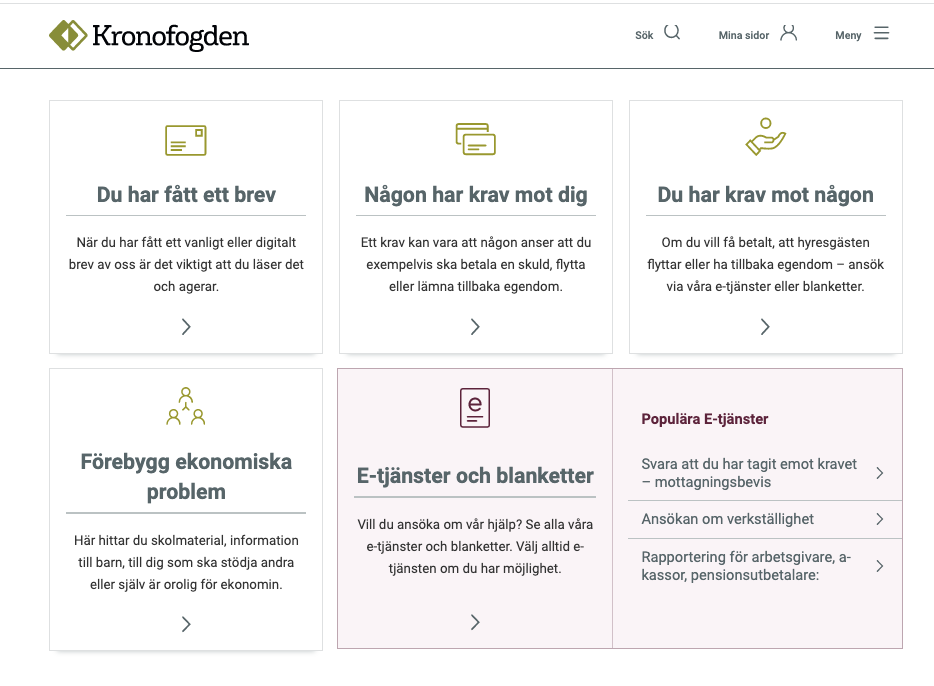 Kronofogden
Sök
Mina sidor
Meny
Du har fått ett brev
När du har fått ett vanligt eller digitalt
brev av oss är det viktigt att du läser det
och agerar.
Någon har krav mot dig
Ett krav kan vara att någon anser att du
exempelvis ska betala en skuld, flytta
eller lämna tillbaka egendom.
Du har krav mot någon
Om du vill få betalt, att hyresgästen
flyttar eller ha tillbaka egendom – ansök
via våra e-tjänster eller blanketter.
Förebygg ekonomiska
problem
Här hittar du skolmaterial, information
till barn, till dig som ska stödja andra
eller själv är orolig för ekonomin.
e
E-tjänster och blanketter
Vill du ansöka om vår hjälp? Se alla våra
e-tjänster och blanketter. Välj alltid e-
tjänsten om du har möjlighet.
Populära E-tjänster
Svara att du har tagit emot kravet
– mottagningsbevis
Ansökan om verkställighet
Rapportering för arbetsgivare, a-
kassor, pensionsutbetalare: